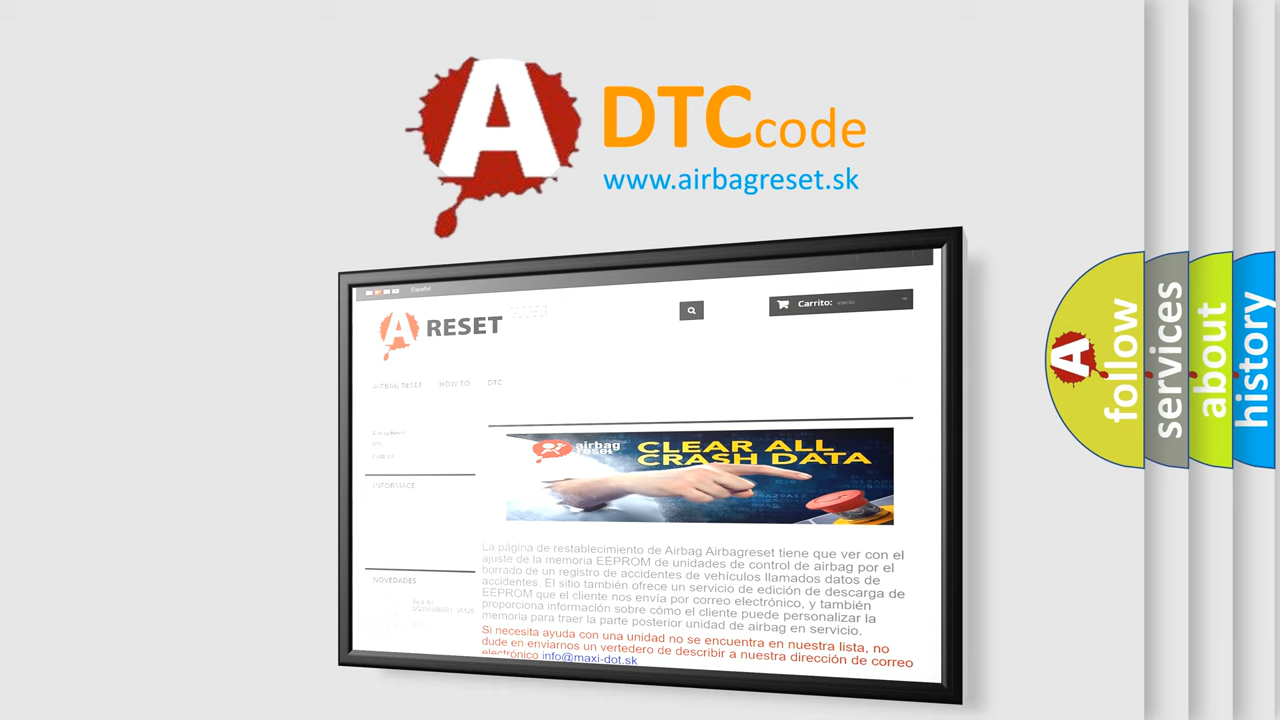 A
DTCcode
www.airbagreset.sk
Español
A RESET
Carrito: vacío
AIRBAG RESET HOW TO DTC
airbag
reset
CLEAR ALL
CRASH DATA
INFORMACE
La página de restablecimiento de Airbag Airbagreset tiene que ver con el
ajuste de la memoria EEPROM de unidades de control de airbag por el
borrado de un registro de accidentes de vehículos llamados datos de
accidentes. El sitio también ofrece un servicio de edición de descarga de
EEPROM que el cliente nos envía por correo electrónico, y también
proporciona información sobre cómo el cliente puede personalizar la
memoria para traer la parte posterior unidad de airbag en servicio.
Si necesita ayuda con una unidad no se encuentra en nuestra lista, no
dude en enviarnos un vertedero de describir a nuestra dirección de correo
electrónico info@maxi-dot.sk
NOVEDADES
A
follow
services
about
history